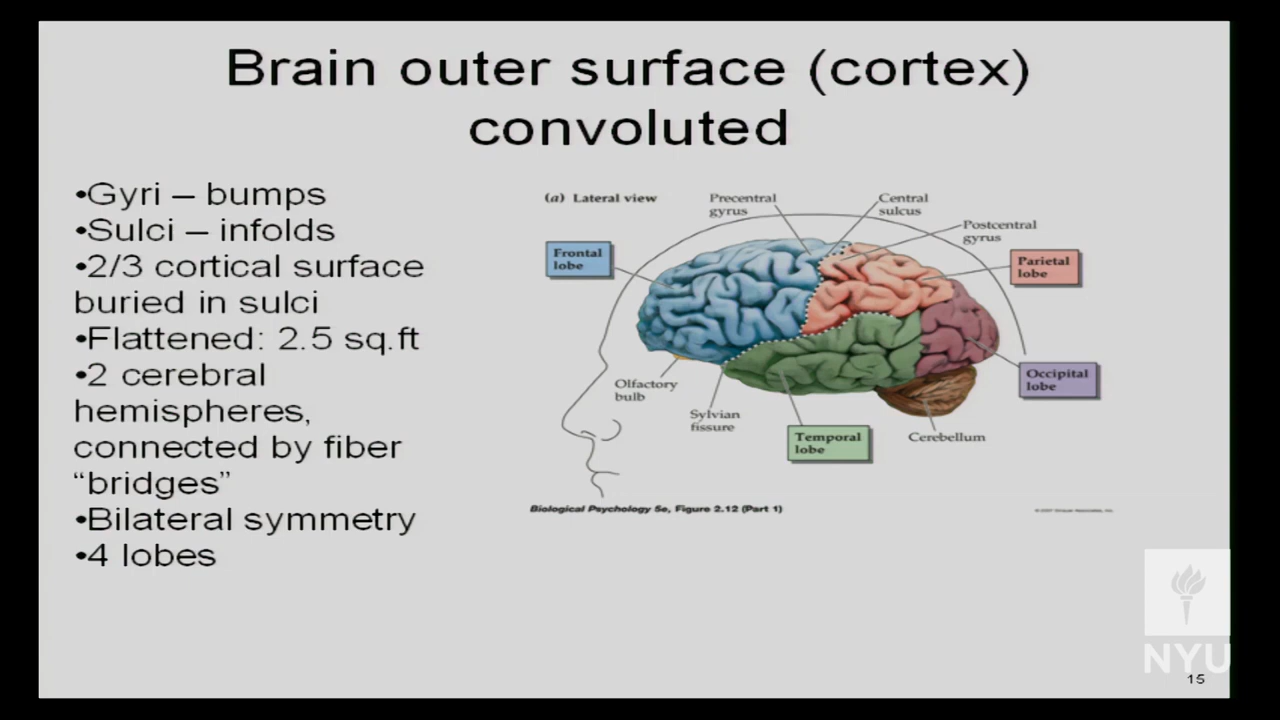 Brain outer surface (cortex)
convoluted
•Gyri – bumps
•Sulci – infolds
•2/3 cortical surface
buried in sulci
•Flattened: 2.5 sq.ft
•2 cerebral
hemispheres,
connected by fiber
“bridges”
•Bilateral symmetry
•4 lobes
(a) Lateral view
Precentral
gyrus
Central
sulcus
Postcentral
gyrus
Frontal
lobe
Parietal
lobe
Olfactory
bulb
Sylvian
fissure
Temporal
lobe
Cerebellum
Occipital
lobe
Biological Psychology 5e, Figure 2.12 (Part 1)
NYU
15